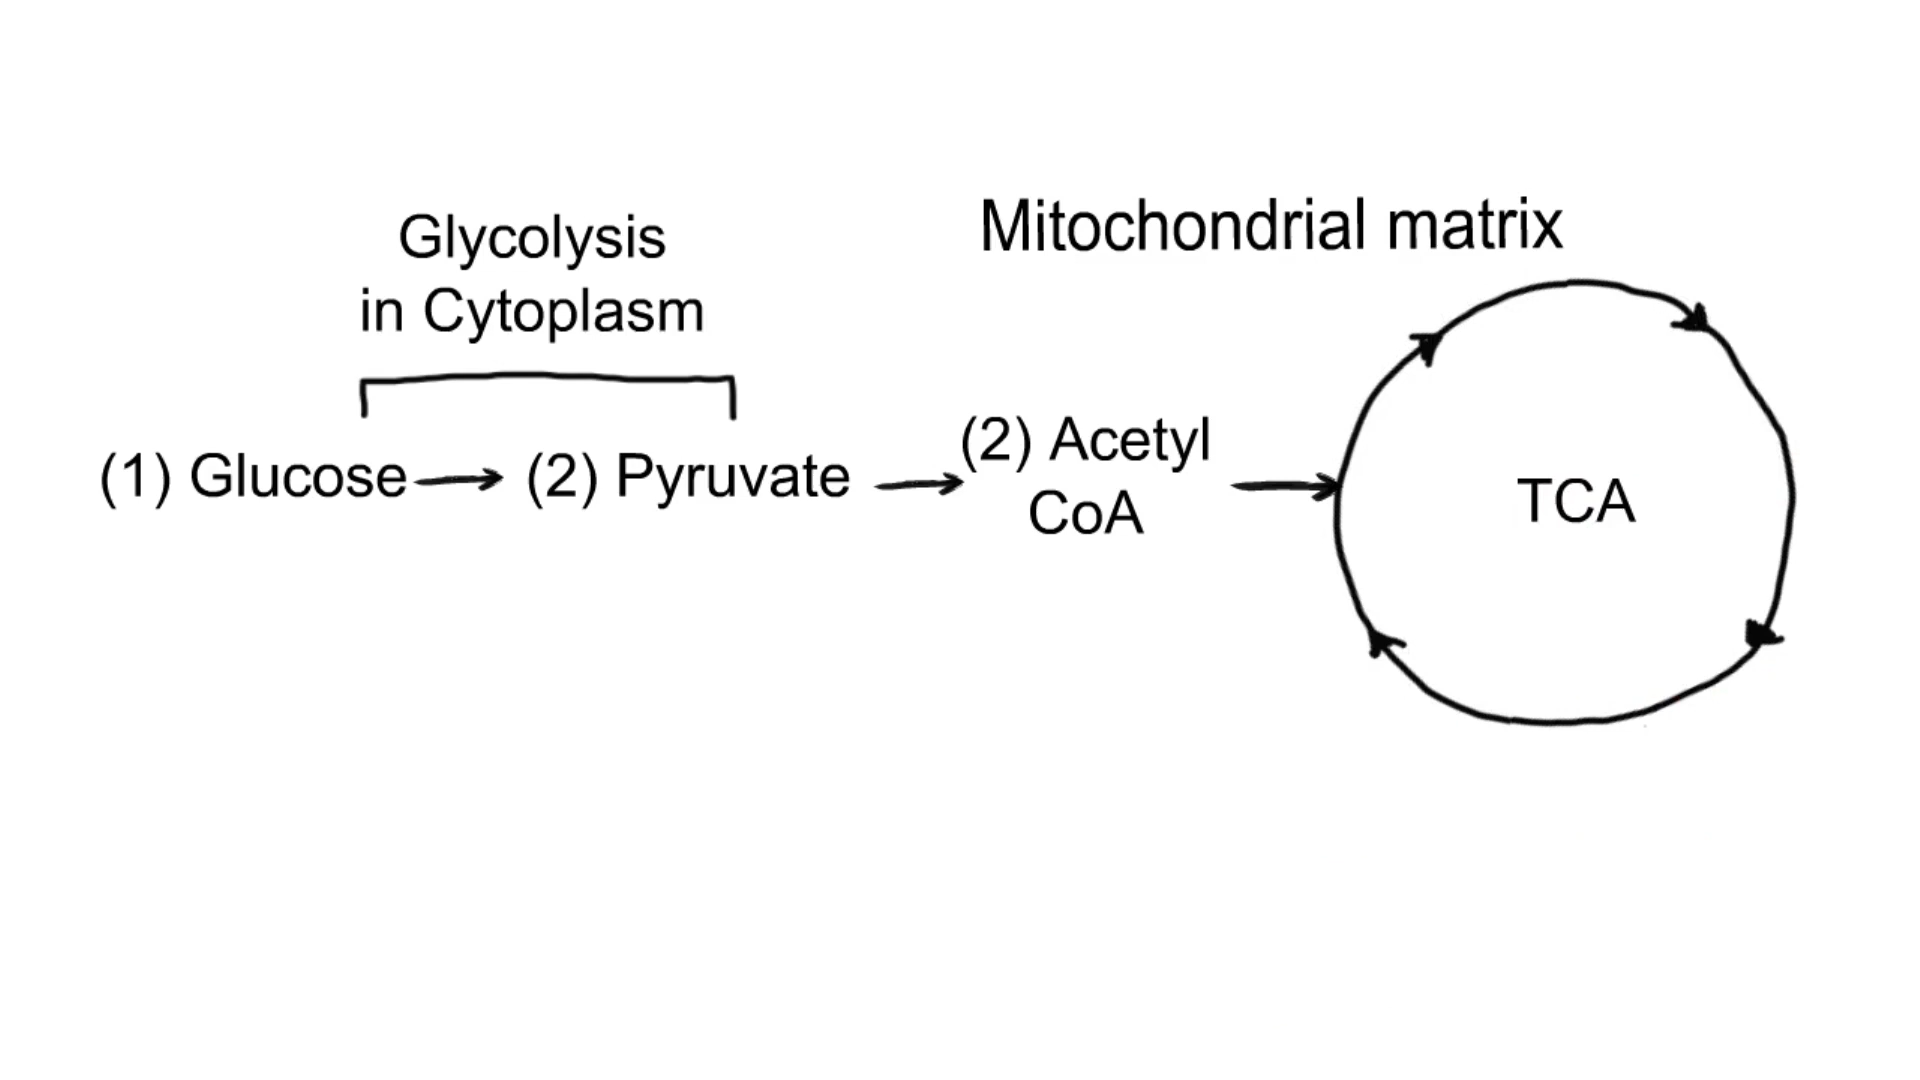 Glycolysis
in Cytoplasm
Mitochondrial matrix
(1) Glucose
(2) Pyruvate
(2) Acetyl
CoA
TCA